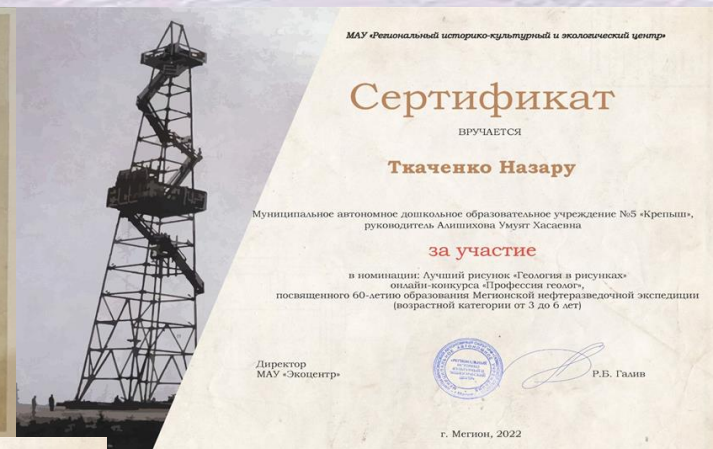 МАУ «Региональный историко-культурный и экологический центр»
Сертификат
ВРУЧАЕТСЯ
Ткаченко Назару
Муниципальное автономное дошкольное образовательное учреждение №5 «Крепыш»,
руководитель Алишихова Умуят Хасаевна
за участие
в номинации: Лучший рисунок «Геология в рисунках»
онлайн-конкурса «Профессия геолог»,
посвященного 60-летию образования Мегионской нефтеразведочной экспедиции
(возрастной категории от 3 до 6 лет)
Директор
МАУ «Экоцентр»
Р.Б. Галив
г. Мегион, 2022